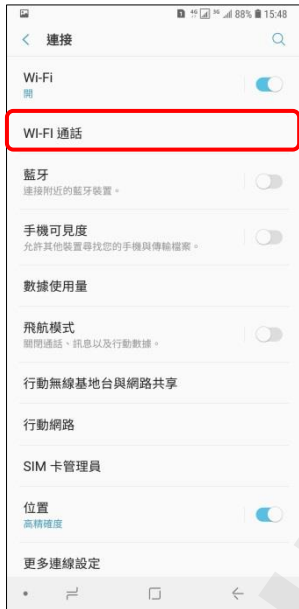 4G 3G 88% 15:48
連接
Wi-Fi
開
WI-FI 通話
藍牙
連接附近的藍牙裝置。
手機可見度
允許其他裝置尋找您的手機與傳輸檔案。
數據使用量
飛航模式
關閉通話、訊息以及行動數據。
行動無線基地台與網路共享
行動網路
SIM 卡管理員
位置
高精確度
更多連線設定